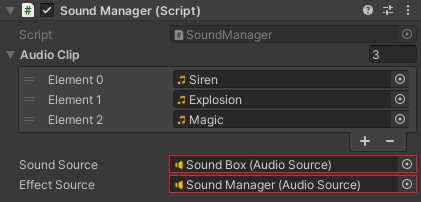 Sound Manager (Script)
Script SoundManager
Audio Clip 3
Element 0 Siren
Element 1 Explosion
Element 2 Magic
+ −
Sound Source Sound Box (Audio Source)
Effect Source Sound Manager (Audio Source)